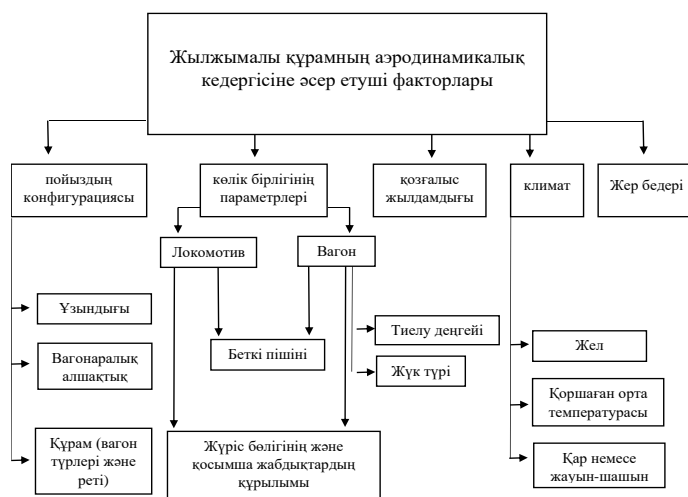 Жылжымалы құрамның аэродинамикалық
кедергісіне әсер етуші факторлары
пойыздың
конфигурациясы
көлік бірлігінің
параметрлері
қозғалыс
жылдамдығы
климат
Жер бедері
Локомотив
Вагон
Ұзындығы
Вагонаралық
алшақтық
Құрам (вагон
түрлері және
реті)
Беткі пішіні
Тиелу деңгейі
Жүк түрі
Жүріс бөлігінің және
қосымша жабдықтардың
құрылымы
Жел
Қоршаған орта
температурасы
Қар немесе
жауын-шашын